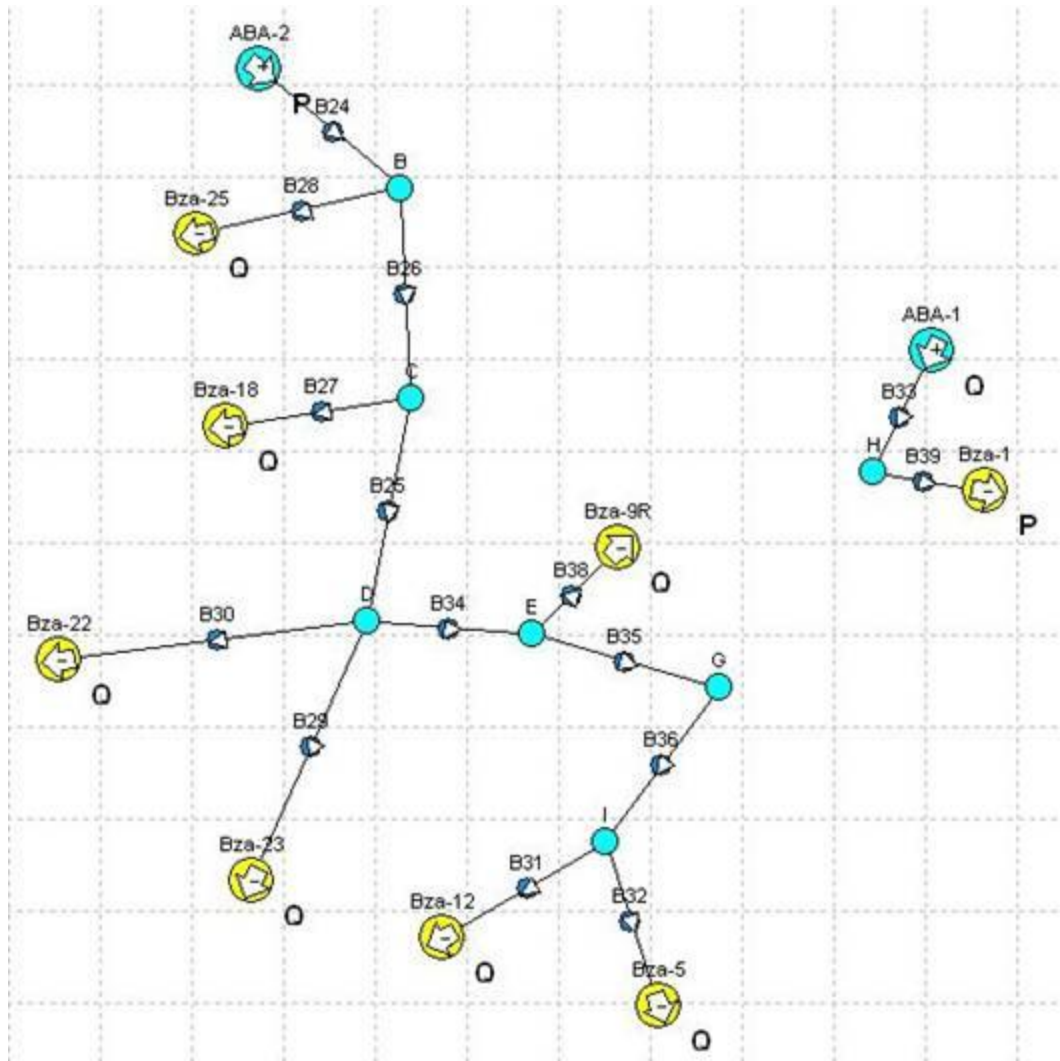 ABA-2
P
B24
B
B28
Bza-25
Q
B26
ABA-1
Q
C
B27
Bza-18
Q
B33
H
B39
Bza-1
P
B25
Bza-9R
Q
B38
D
B34
E
B30
Bza-22
Q
B35
G
B29
B36
I
Bza-23
Q
B31
Bza-12
Q
B32
Bza-5
Q